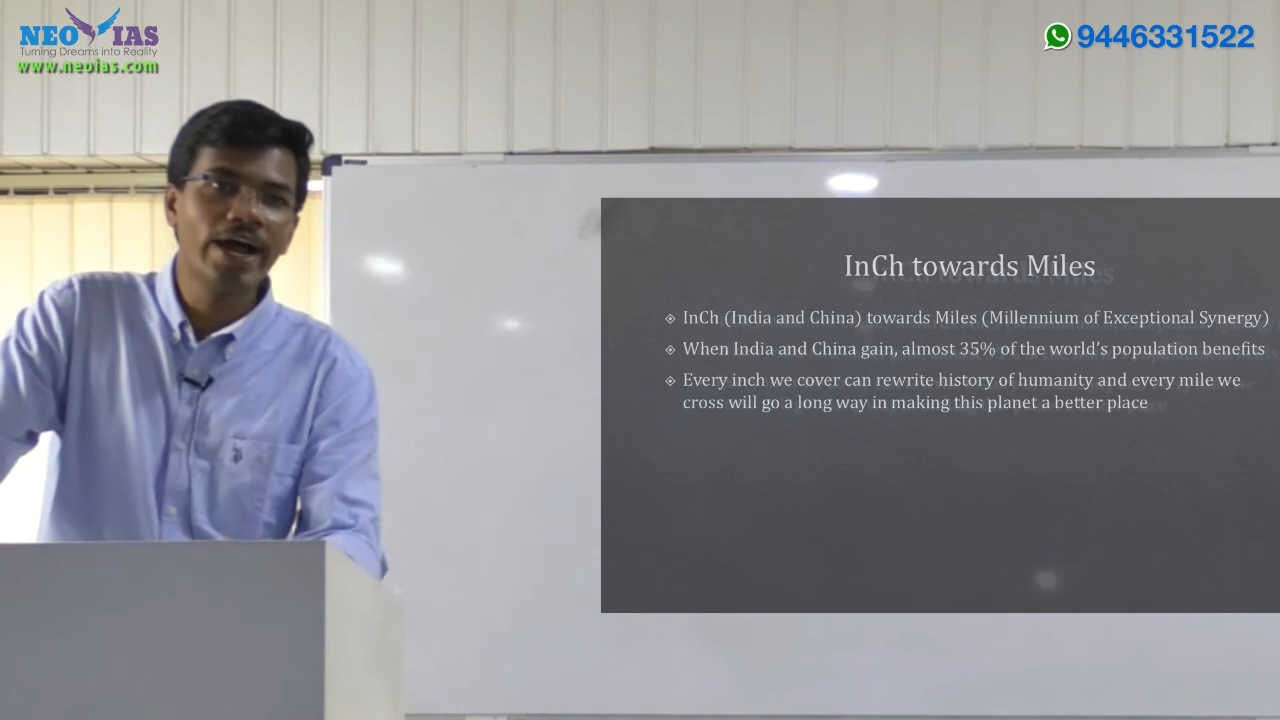 NEO IAS
Turning Dreams into Reality
www.neoias.com
9446331522
InCh towards Miles
InCh (India and China) towards Miles (Millennium of Exceptional Synergy)
When India and China gain, almost 35% of the world's population benefits
Every inch we cover can rewrite history of humanity and every mile we
cross will go a long way in making this planet a better place